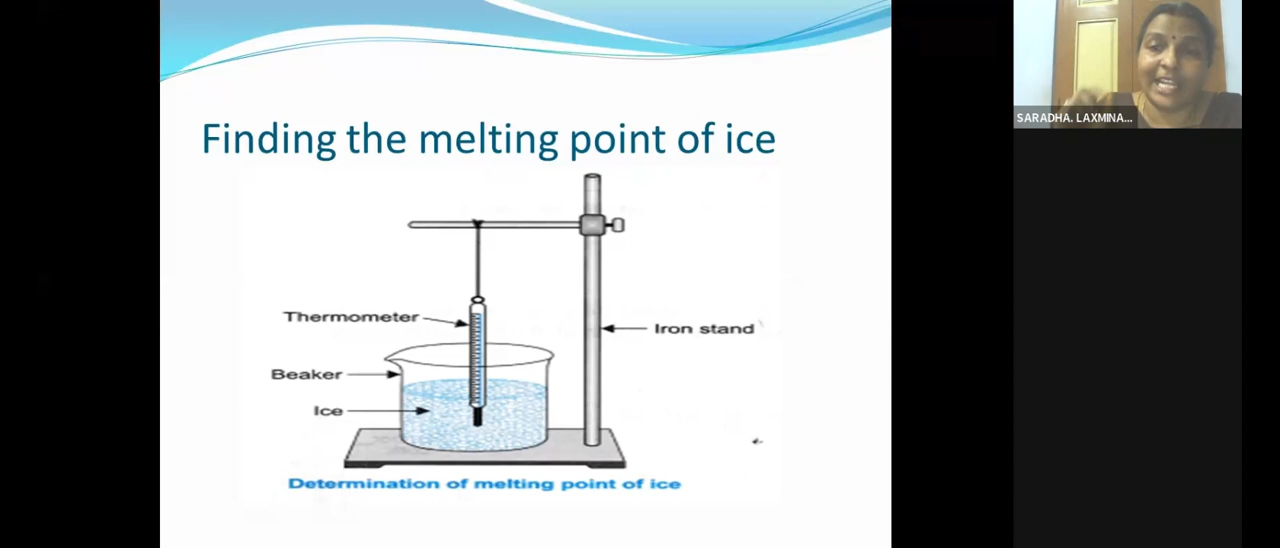 Finding the melting point of ice
SARADHA. LAXMINA...
Thermometer
Iron stand
Beaker
Ice
Determination of melting point of ice